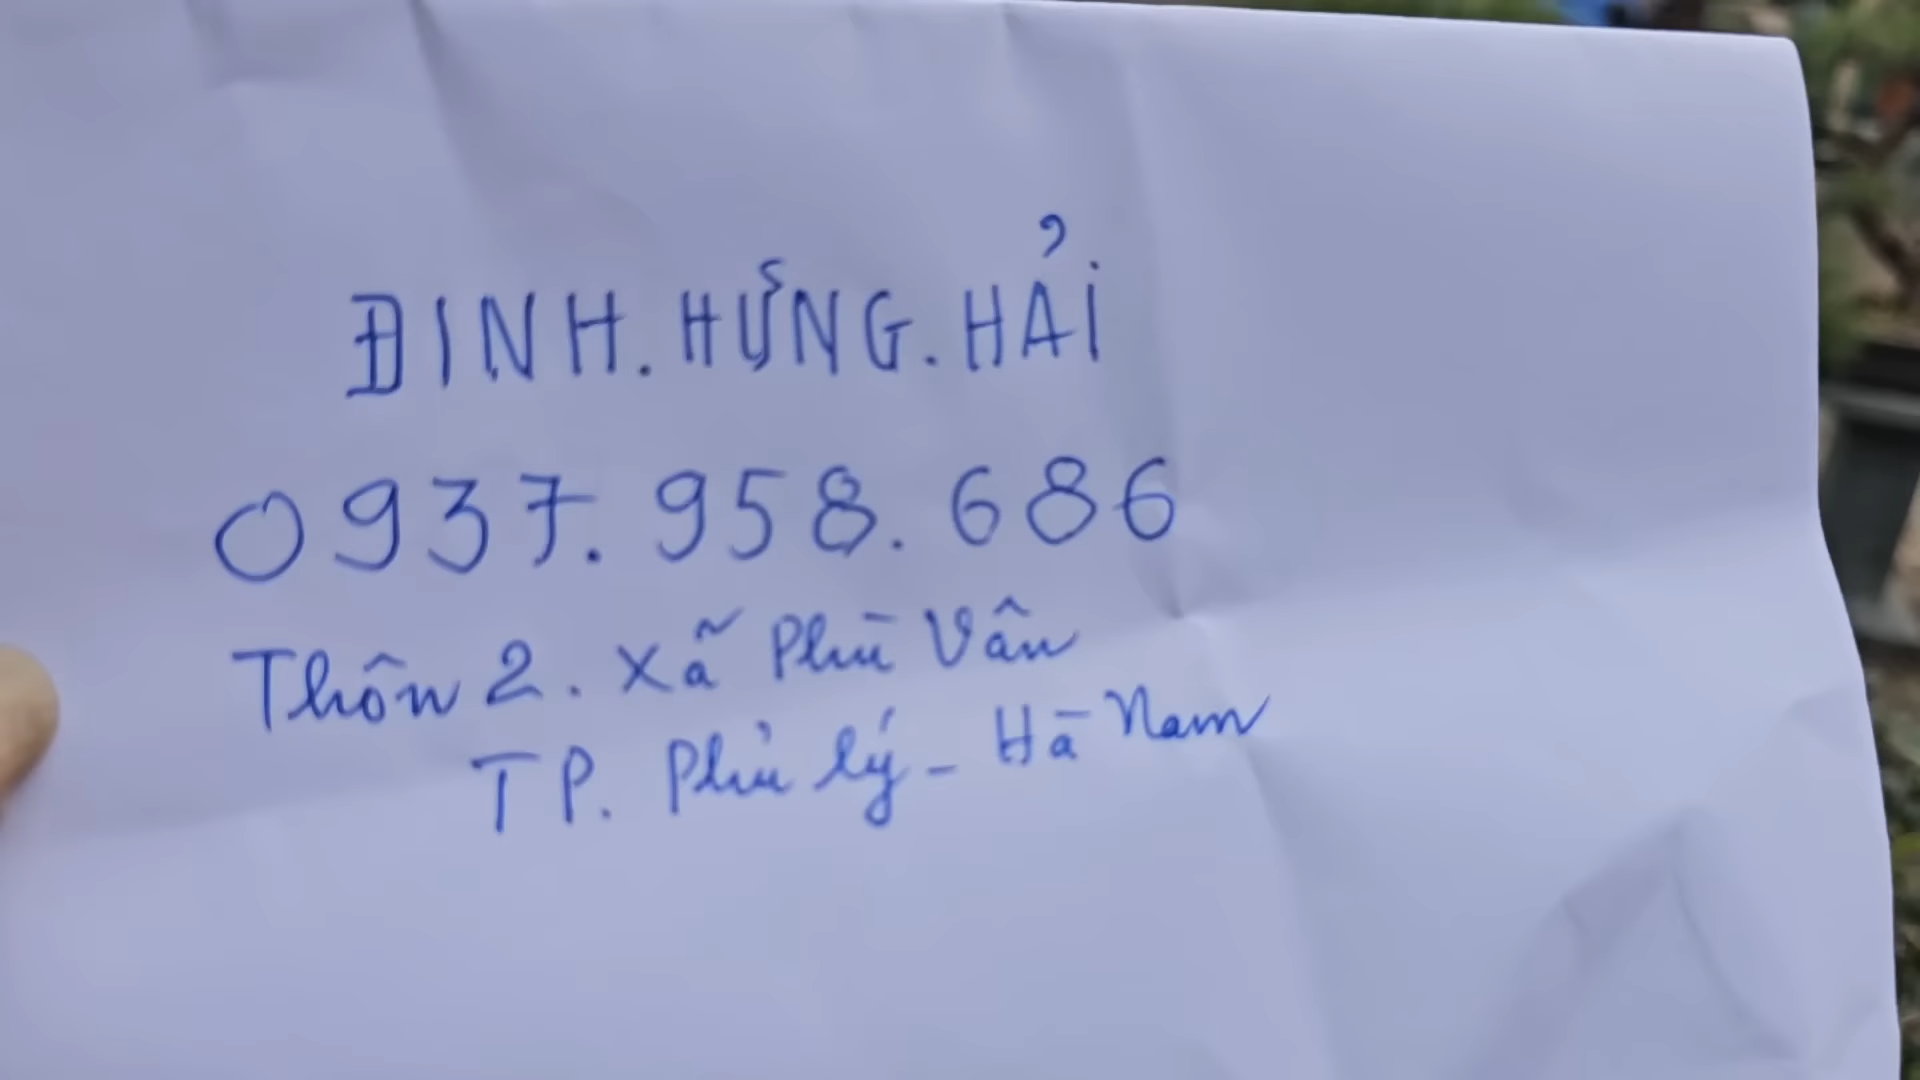 ĐINH.HƯNG.HẢI
0937.958.686
Thôn 2. Xã Phù Vân
TP. Phủ lý - Hà Nam